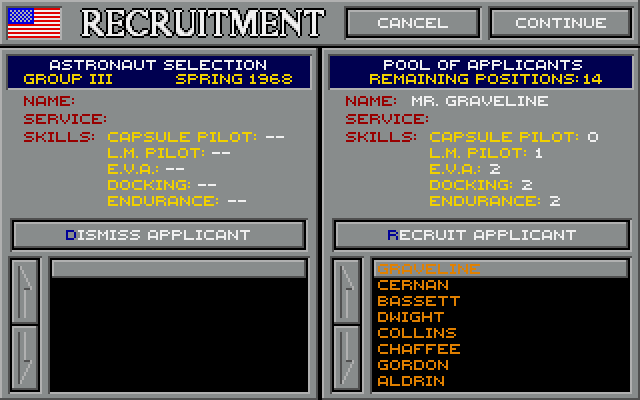 RECRUITMENT
CANCEL
CONTINUE
ASTRONAUT SELECTION
GROUP III SPRING 1968
NAME:
SERVICE:
SKILLS: CAPSULE PILOT: --
L.M. PILOT: --
E.V.A.: --
DOCKING: --
ENDURANCE: --
DISMISS APPLICANT
POOL OF APPLICANTS
REMAINING POSITIONS:14
NAME: MR. GRAVELINE
SERVICE:
SKILLS: CAPSULE PILOT: 0
L.M. PILOT: 1
E.V.A.: 2
DOCKING: 2
ENDURANCE: 2
RECRUIT APPLICANT
GRAVELINE
CERNAN
BASSETT
DWIGHT
COLLINS
CHAFFEE
GORDON
ALDRIN